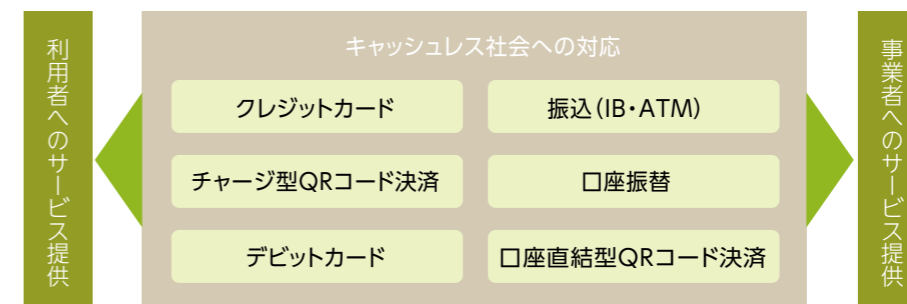 利用者へのサービス提供
キャッシュレス社会への対応
クレジットカード
振込(IB・ATM)
チャージ型QRコード決済
口座振替
デビットカード
口座直結型QRコード決済
事業者へのサービス提供